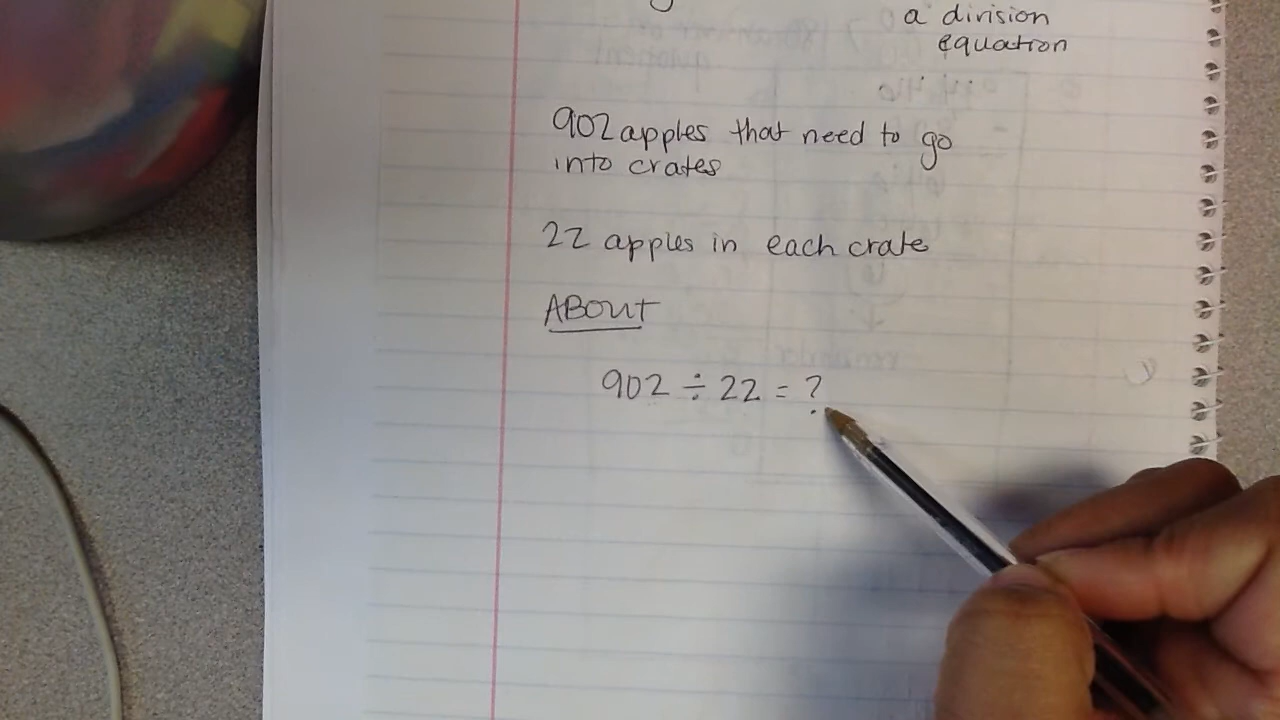 a division
equation
902 apples that need to go
into crates
22 apples in each crate
ABOUT
902 ÷ 22 = ?